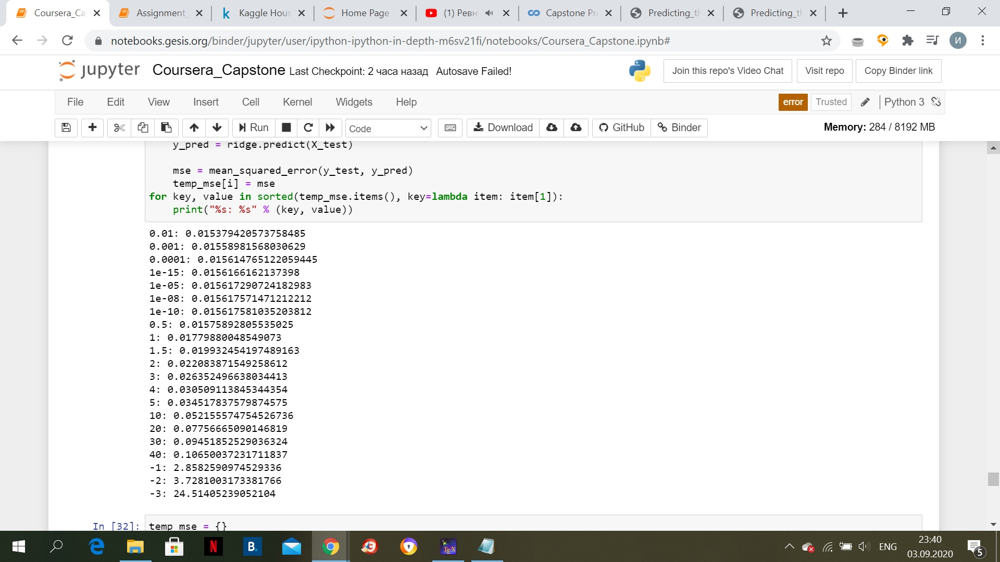 Coursera_Ca
Assignment_
Kaggle Hous
Home Page
(1) Ревн
Capstone Pro
Predicting_th
Predicting_th
notebooks.gesis.org/binder/jupyter/user/ipython-ipython-in-depth-m6sv21fi/notebooks/Coursera_Capstone.ipynb#
И
jupyter Coursera_Capstone Last Checkpoint: 2 часа назад Autosave Failed!
Join this repo's Video Chat
Visit repo
Copy Binder link
File Edit View Insert Cell Kernel Widgets Help
error Trusted Python 3
Run Code Download GitHub Binder
Memory: 284 / 8192 MB
y_pred = ridge.predict(X_test)
mse = mean_squared_error(y_test, y_pred)
temp_mse[i] = mse
for key, value in sorted(temp_mse.items(), key=lambda item: item[1]):
print("%s: %s" % (key, value))
0.01: 0.015379420573758485
0.001: 0.01558981568030629
0.0001: 0.015614765122059445
1e-15: 0.0156166162137398
1e-05: 0.015617290724182983
1e-08: 0.015617571471212212
1e-10: 0.015617581035203812
0.5: 0.01575892805535025
1: 0.01779880048549073
1.5: 0.019932454197489163
2: 0.022083871549258612
3: 0.026352496638034413
4: 0.030509113845344354
5: 0.034517837579874575
10: 0.052155574754526736
20: 0.07756665090146819
30: 0.09451852529036324
40: 0.10650037231711837
-1: 2.8582590974529336
-2: 3.7281003173381766
-3: 24.51405239052104
In [32]: temp_mse = {}
N
B.
TEX
ENG
23:40
03.09.2020
5